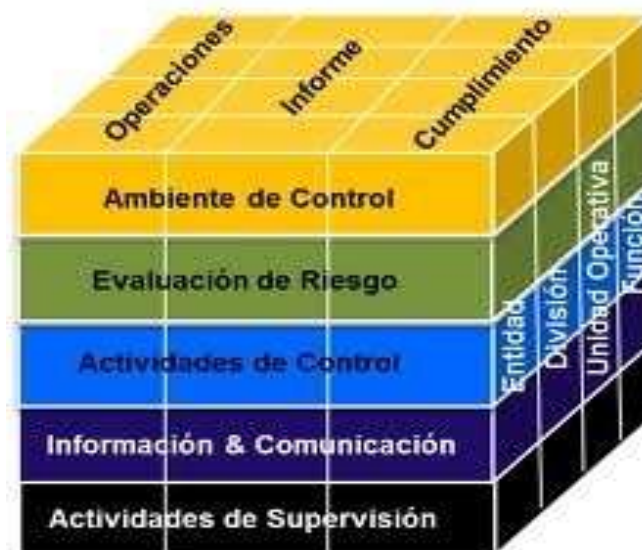 Operaciones
Informe
Cumplimiento
Ambiente de Control
Evaluación de Riesgo
Actividades de Control
Información & Comunicación
Actividades de Supervisión
Entidad
División
Unidad Operativa
Función